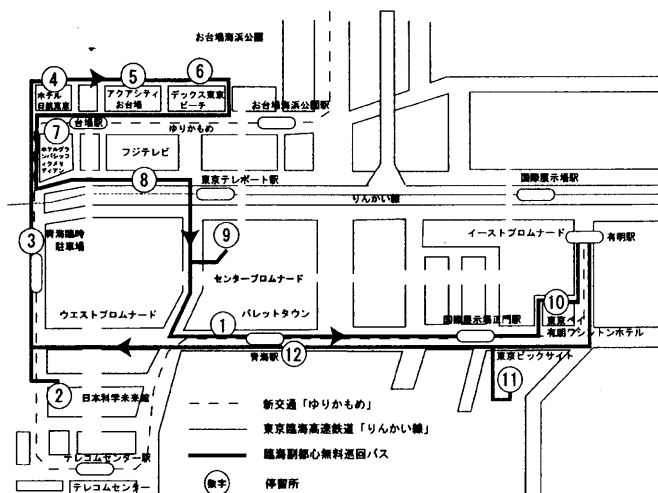 お台場海浜公園
④
⑤
⑥
ホテル
日航東京
アクアシティ
お台場
デックス東京
ビーチ
お台場海浜公園駅
⑦
台場駅
ゆりかもめ
ホテルグラ
ンパシフィッ
クメリ
ディアン
フジテレビ
⑧
東京テレポート駅
国際展示場駅
りんかい線
③
青海臨時
駐車場
⑨
イーストプロムナード
有明駅
センタープロムナード
ウエストプロムナード
①
パレットタウン
国際展示場正門駅
⑩
東京ベイ
有明ワシントンホテル
青海駅
⑫
東京ビックサイト
②
日本科学未来館
⑪
新交通「ゆりかもめ」
東京臨海高速鉄道「りんかい線」
臨海副都心無料巡回バス
数字
停留所
テレコムセンター駅
テレコムセンター